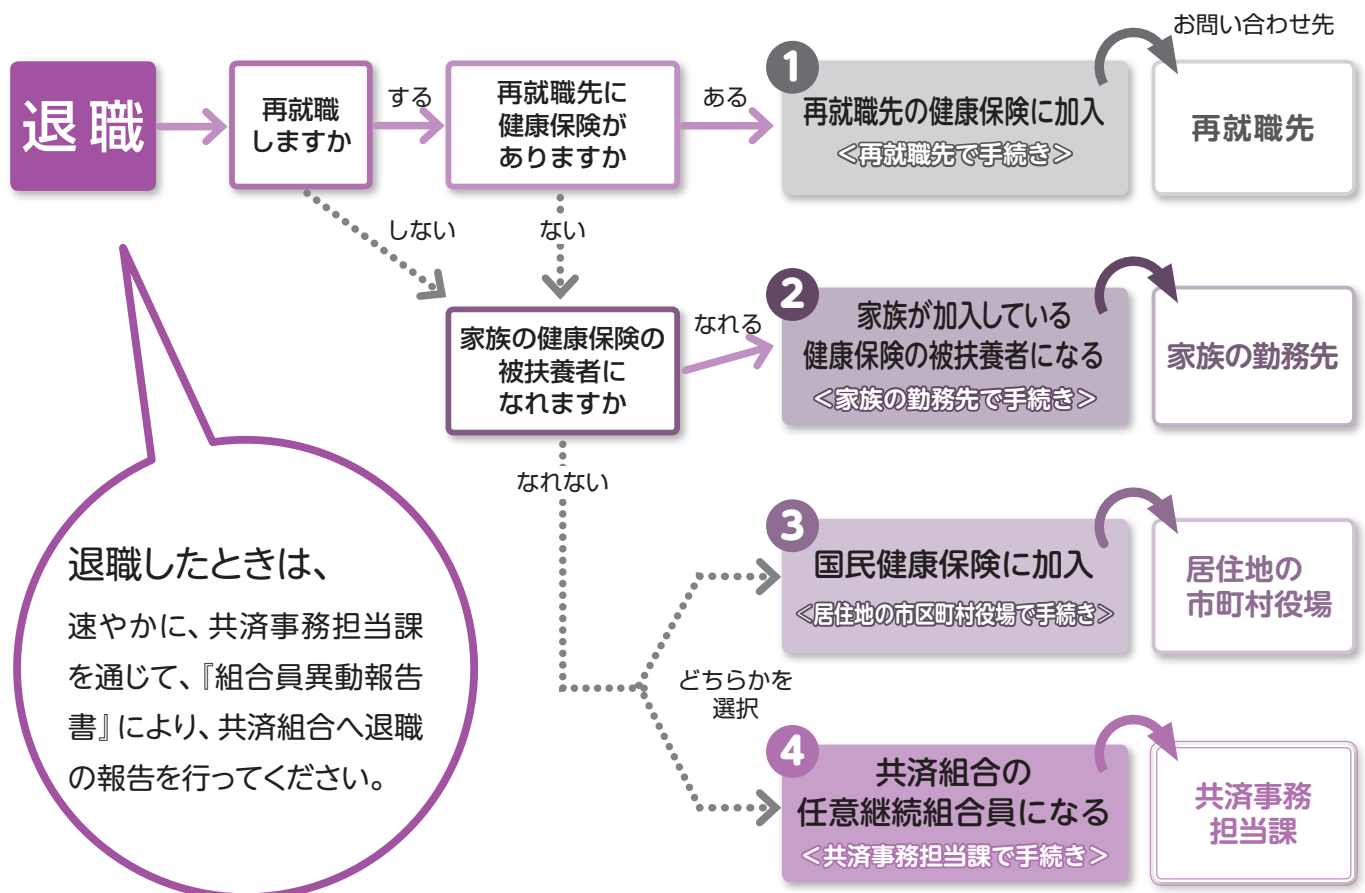 お問い合わせ先
退職
再就職
しますか
する
再就職先に
健康保険が
ありますか
ある
1
再就職先の健康保険に加入
<再就職先で手続き>
再就職先
しない
ない
家族の健康保険の
被扶養者に
なれますか
なれる
2
家族が加入している
健康保険の被扶養者になる
<家族の勤務先で手続き>
家族の勤務先
なれない
3
国民健康保険に加入
<居住地の市区町村役場で手続き>
居住地の
市町村役場
どちらかを
選択
4
共済組合の
任意継続組合員になる
<共済事務担当課で手続き>
共済事務
担当課
退職したときは、
速やかに、共済事務担当課
を通じて、『組合員異動報告
書』により、共済組合へ退職
の報告を行ってください。